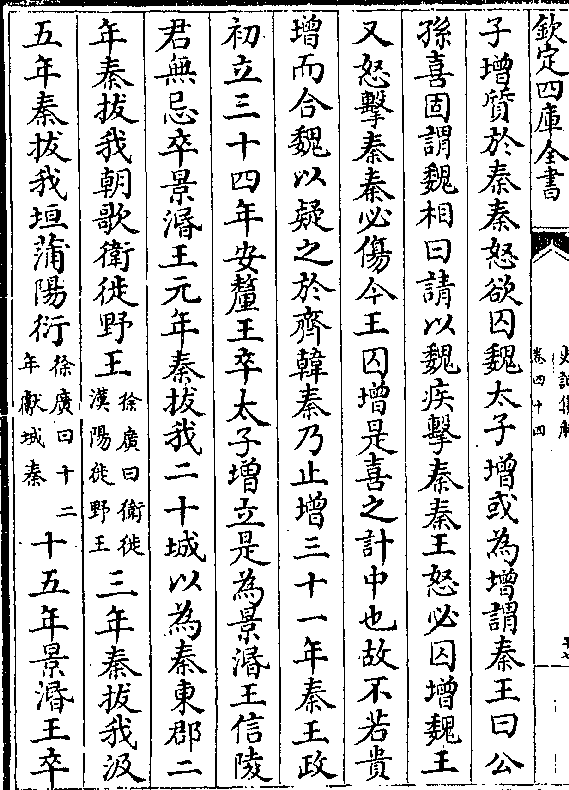 欽定四庫全書
史記集解
卷四十四
子增質於秦秦怒欲囚魏太子增或為增謂秦王曰公
孫喜固謂魏相曰請以魏疾擊秦秦王怒必囚增魏王
又怒擊秦秦必傷今王囚增是喜之計中也故不若貴
增而合魏以疑之於齊韓秦乃止增三十一年秦王政
初立三十四年安釐王卒太子增立是為景湣王信陵
君無忌卒景湣王元年秦拔我二十城以為秦東郡二
年秦拔我朝歌衛徙野王徐廣曰衛徙漢陽徙野王三年秦拔我汲
五年秦拔我垣蒲陽衍徐廣曰十二年獻城秦十五年景湣王卒